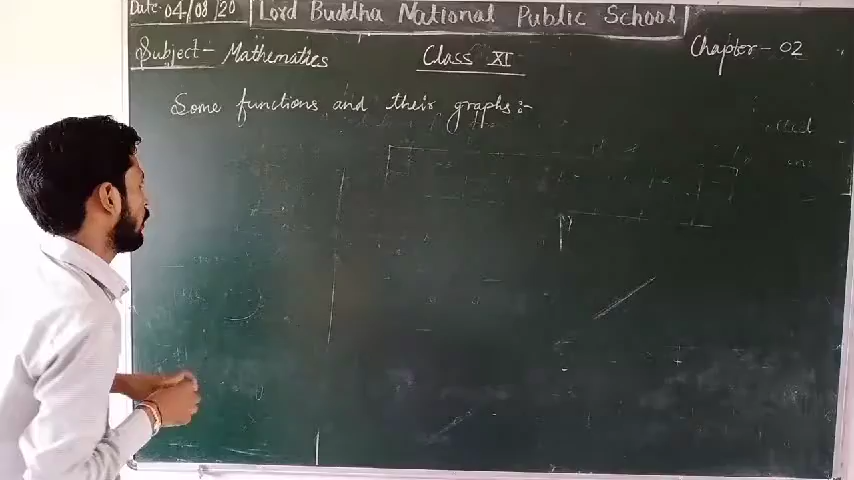 Date: 04/08/20 Lord Buddha National Public School
Subject:- Mathematics Class XI Chapter- 02
Some functions and their graphs :-